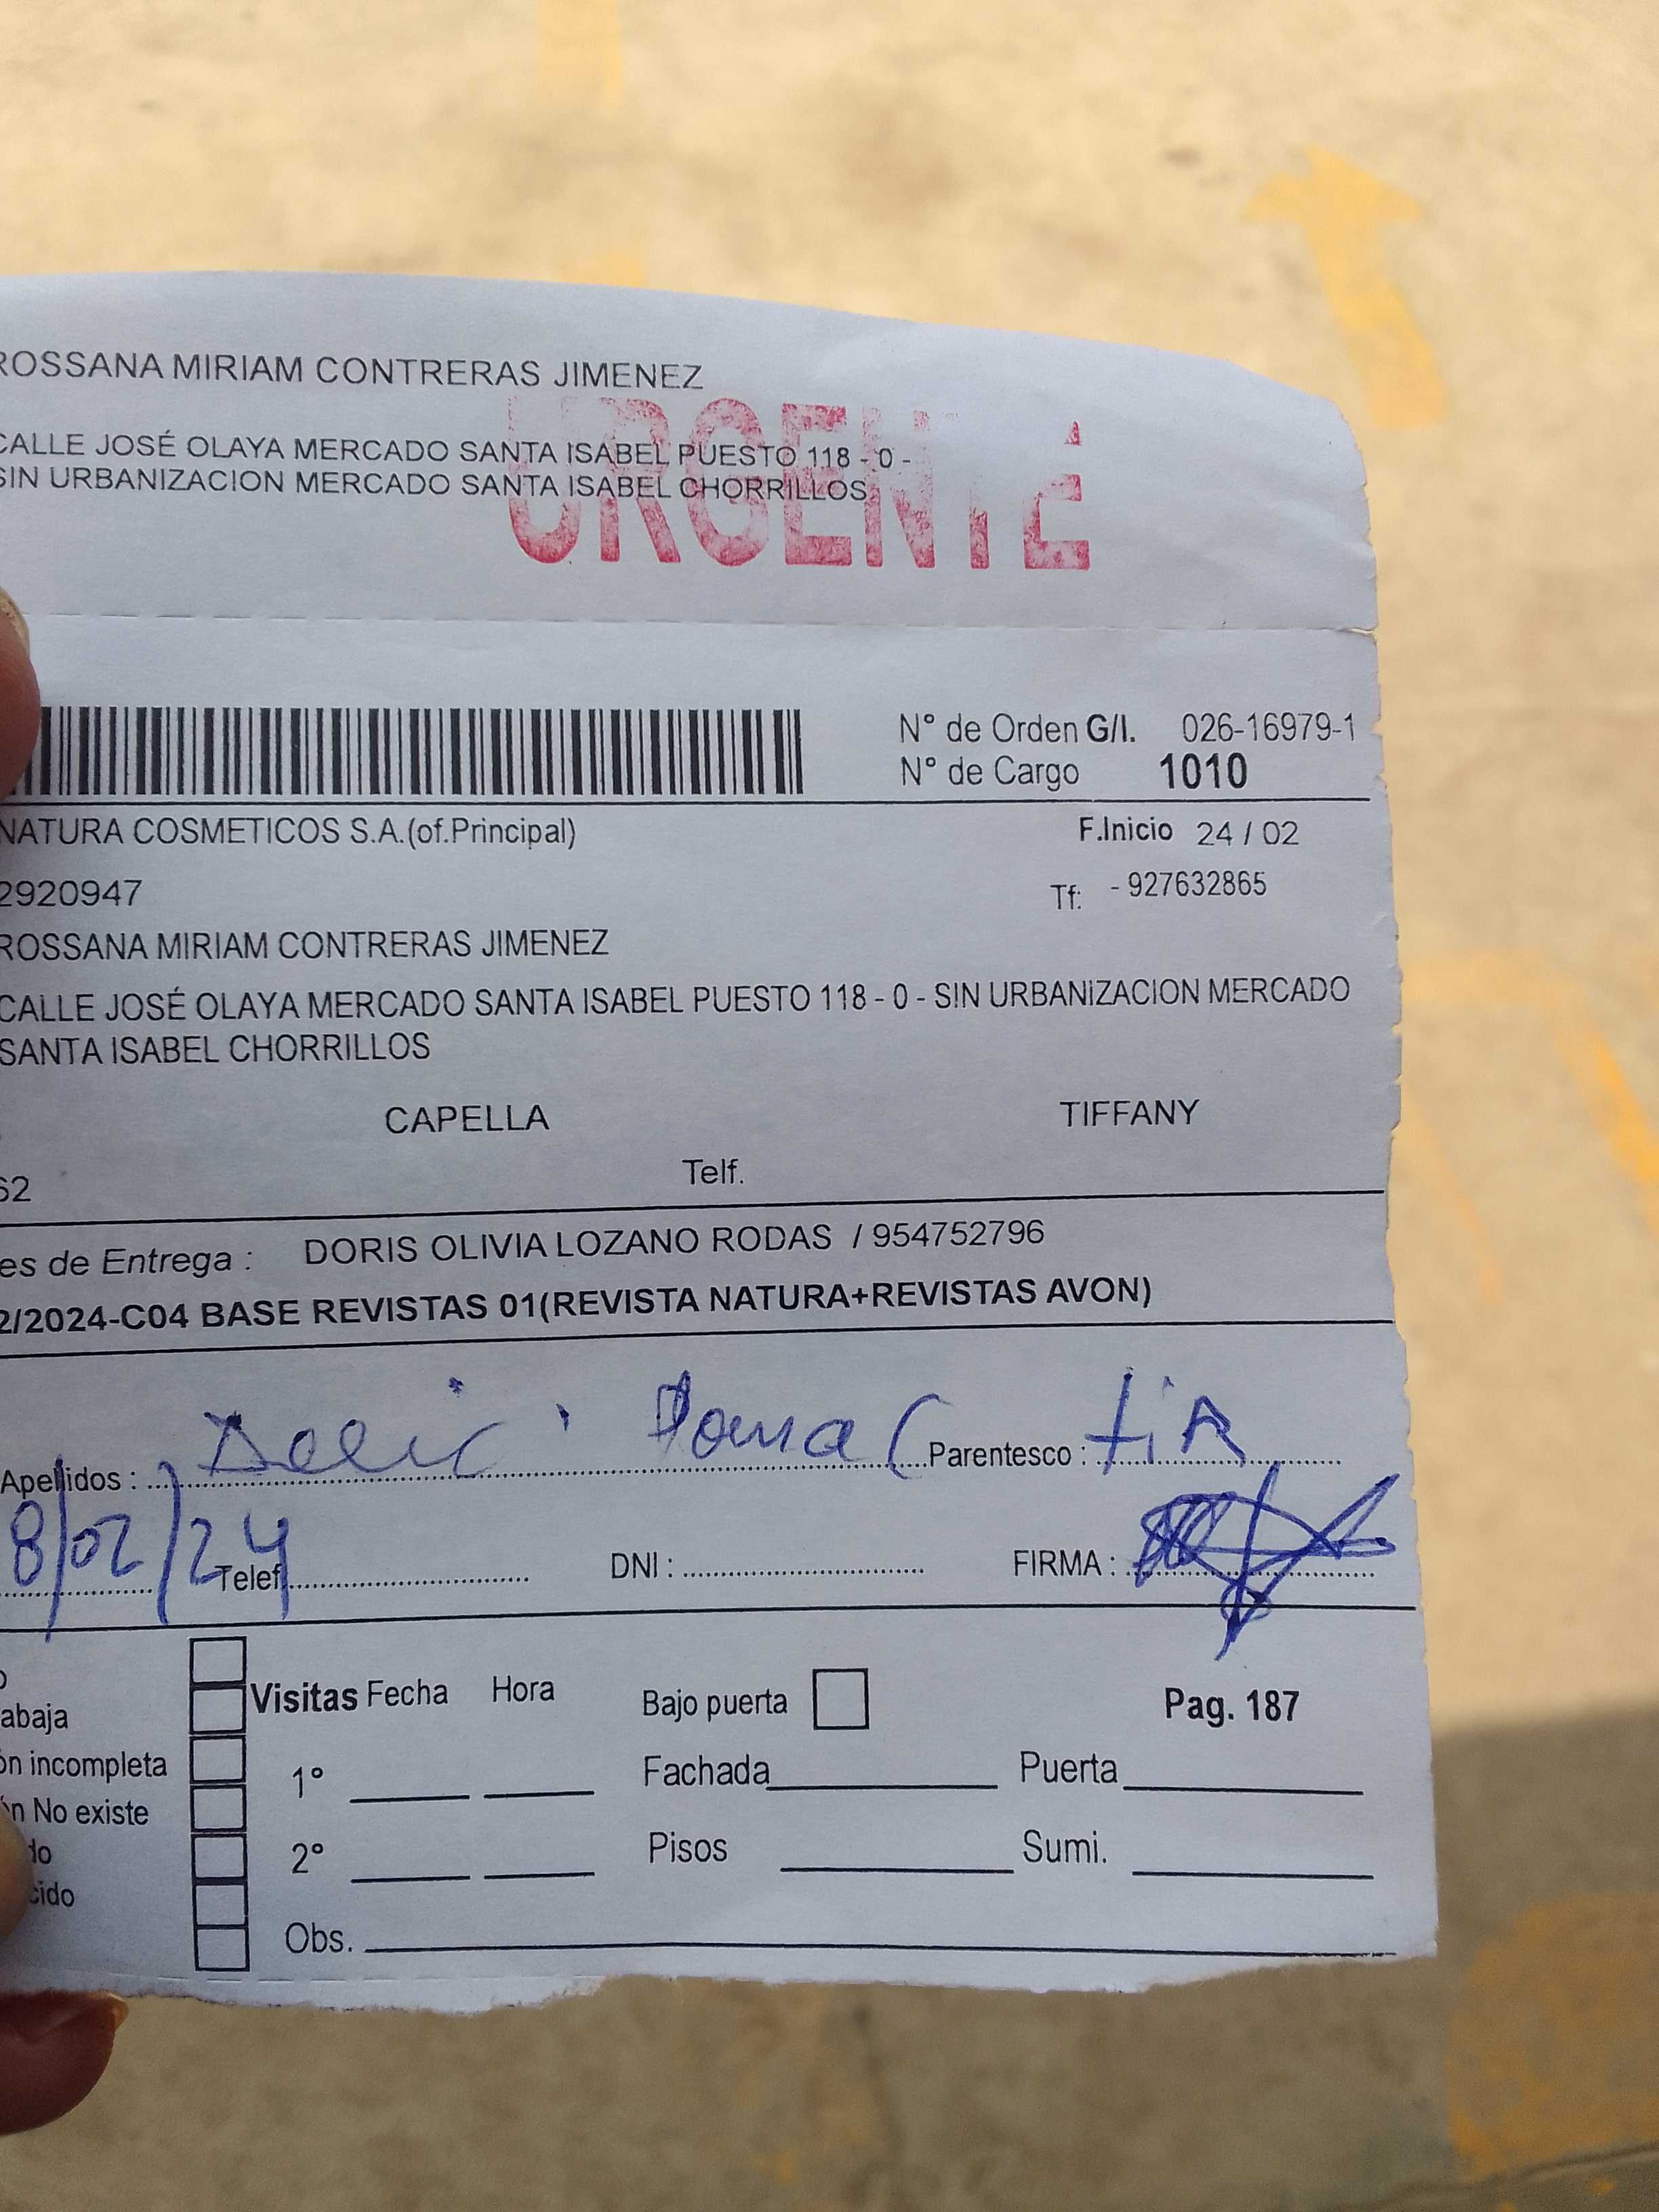 ROSSANA MIRIAM CONTRERAS JIMENEZ
URGENTE
CALLE JOSÉ OLAYA MERCADO SANTA ISABEL PUESTO 118 - 0 -
SIN URBANIZACION MERCADO SANTA ISABEL CHORRILLOS
N° de Orden G/I. 026-16979-1
N° de Cargo 1010
NATURA COSMETICOS S.A.(of.Principal) F.Inicio 24 / 02
2920947 Tf: - 927632865
ROSSANA MIRIAM CONTRERAS JIMENEZ
CALLE JOSÉ OLAYA MERCADO SANTA ISABEL PUESTO 118 - 0 - SIN URBANIZACION MERCADO
SANTA ISABEL CHORRILLOS
CAPELLA TIFFANY
62 Telf.
es de Entrega : DORIS OLIVIA LOZANO RODAS / 954752796
2/2024-C04 BASE REVISTAS 01(REVISTA NATURA+REVISTAS AVON)
Apellidos : Parentesco : tiA
8/02/24 Telef DNI : FIRMA :
Visitas Fecha Hora Bajo puerta Pag. 187
abaja
ón incompleta 1° Fachada Puerta
ón No existe
do 2° Pisos Sumi.
cido
Obs.